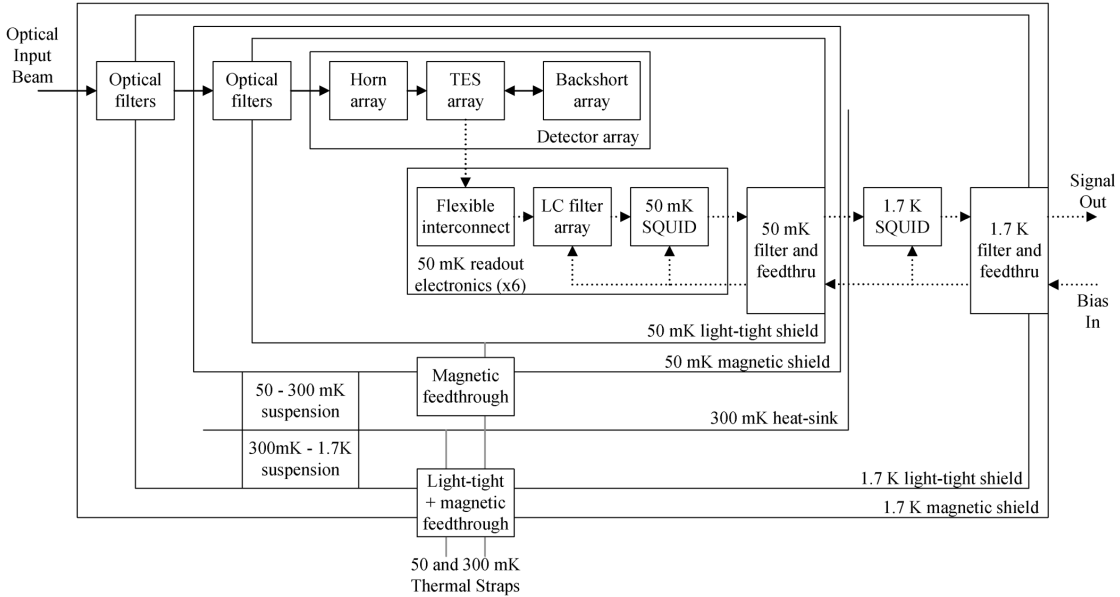 Optical
Input
Beam
Optical
filters
Optical
filters
Horn
array
TES
array
Backshort
array
Detector array
Flexible
interconnect
LC filter
array
50 mK
SQUID
50 mK readout
electronics (x6)
50 mK
filter and
feedthru
1.7 K
SQUID
1.7 K
filter and
feedthru
Signal
Out
Bias
In
50 mK light-tight shield
50 mK magnetic shield
Magnetic
feedthrough
50 - 300 mK
suspension
300 mK heat-sink
300mK - 1.7K
suspension
Light-tight
+ magnetic
feedthrough
1.7 K light-tight shield
1.7 K magnetic shield
50 and 300 mK
Thermal Straps